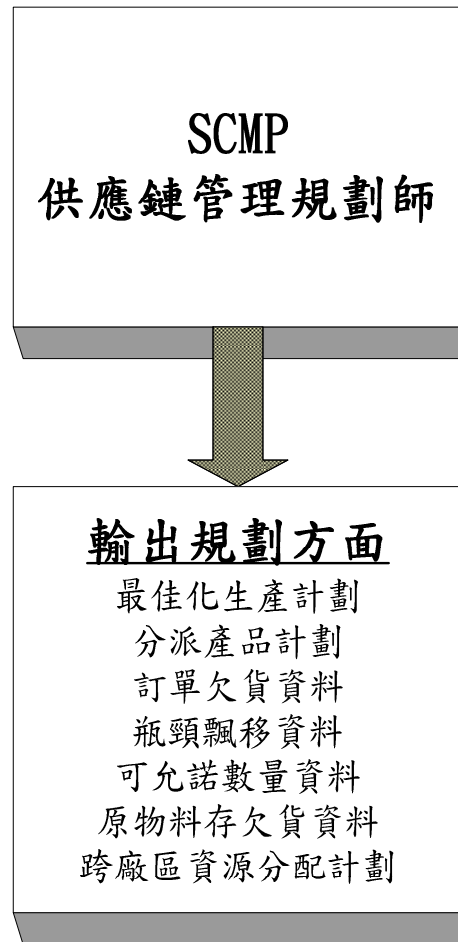 SCMP
供應鏈管理規劃師
輸出規劃方面
最佳化生產計劃
分派產品計劃
訂單欠貨資料
瓶頸飄移資料
可允諾數量資料
原物料存欠貨資料
跨廠區資源分配計劃